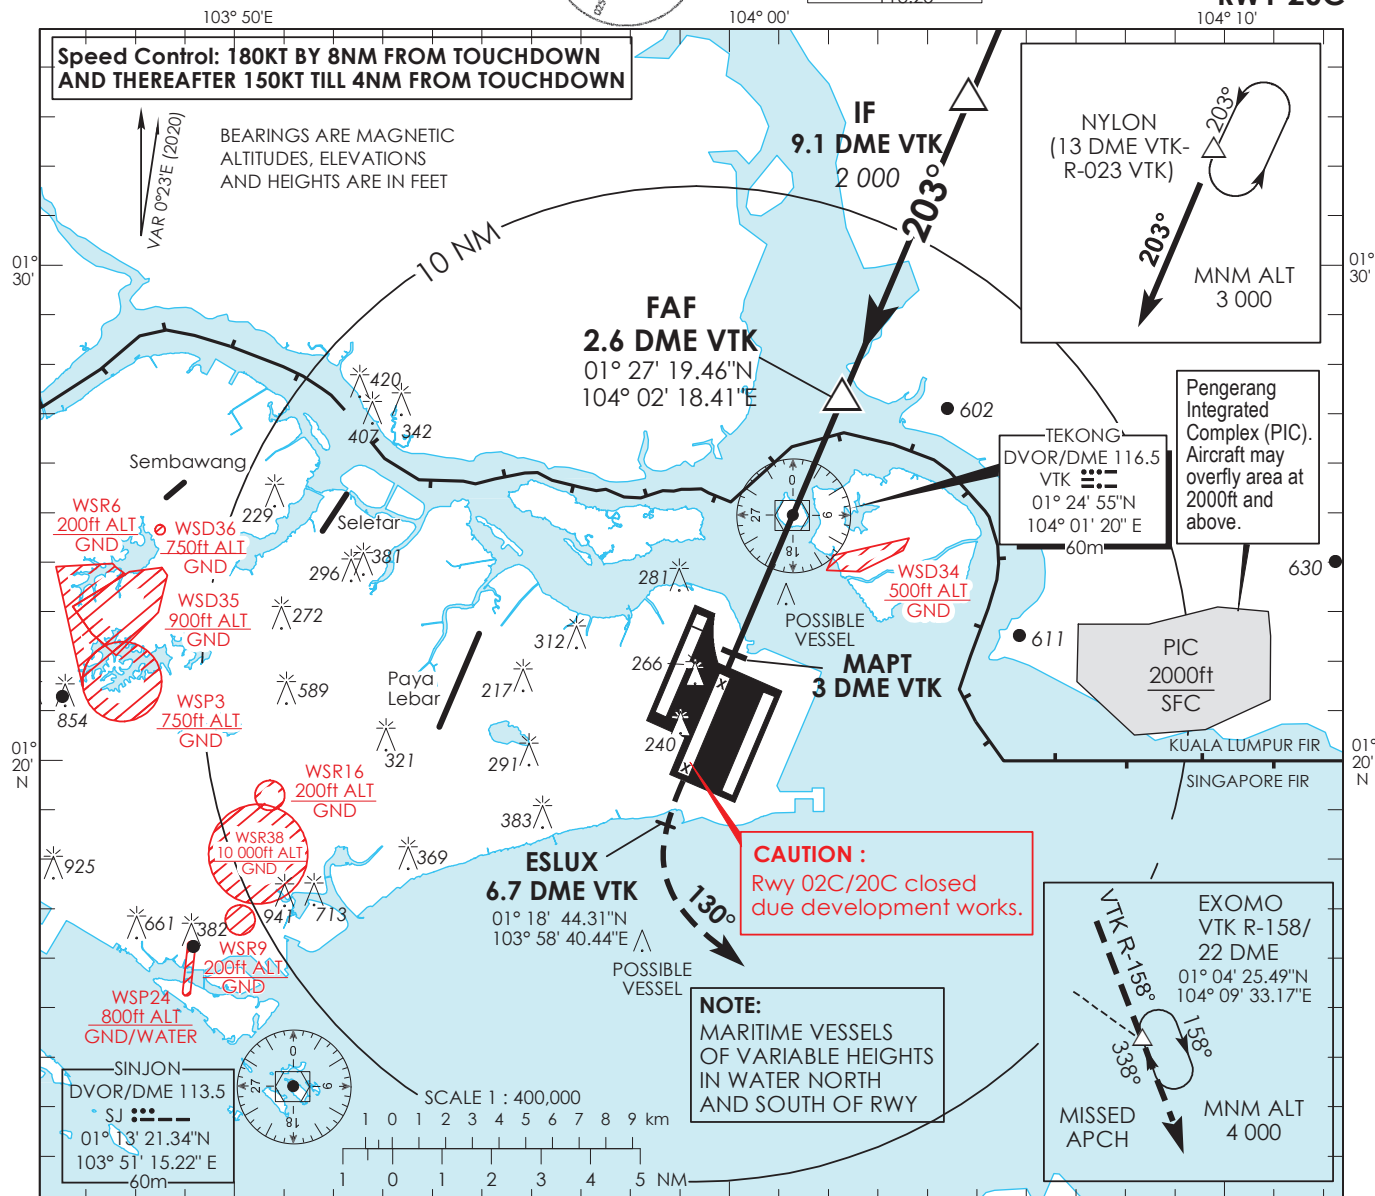 103° 50'E
104° 00'
104° 10'
Speed Control: 180KT BY 8NM FROM TOUCHDOWN
AND THEREAFTER 150KT TILL 4NM FROM TOUCHDOWN
VAR 0°23'E (2020)
BEARINGS ARE MAGNETIC
ALTITUDES, ELEVATIONS
AND HEIGHTS ARE IN FEET
IF
9.1 DME VTK
2 000
203°
NYLON
(13 DME VTK-
R-023 VTK)
203°
203°
MNM ALT
3 000
10 NM
01°
30'
01°
30'
FAF
2.6 DME VTK
01° 27' 19.46"N
104° 02' 18.41"E
420
407
342
602
Pengerang
Integrated
Complex (PIC).
Aircraft may
overfly area at
2000ft and
above.
TEKONG
DVOR/DME 116.5
VTK
01° 24' 55"N
104° 01' 20" E
60m
Sembawang
229
Seletar
WSR6
200ft ALT
GND
WSD36
750ft ALT
GND
296
381
WSD35
900ft ALT
GND
272
0
9
18
27
281
WSD34
500ft ALT
GND
630
POSSIBLE
VESSEL
312
611
PIC
2000ft
SFC
266
MAPT
3 DME VTK
x
Paya
Lebar
217
589
854
WSP3
750ft ALT
GND
240
x
321
291
KUALA LUMPUR FIR
SINGAPORE FIR
01°
20'
N
01°
20'
N
WSR16
200ft ALT
GND
383
WSR38
10 000ft ALT
GND
369
925
941
713
ESLUX
6.7 DME VTK
01° 18' 44.31"N
103° 58' 40.44"E
130°
CAUTION :
Rwy 02C/20C closed
due development works.
661
382
WSR9
200ft ALT
GND
WSP24
800ft ALT
GND/WATER
POSSIBLE
VESSEL
NOTE:
MARITIME VESSELS
OF VARIABLE HEIGHTS
IN WATER NORTH
AND SOUTH OF RWY
VTK R-158°
EXOMO
VTK R-158/
22 DME
01° 04' 25.49"N
104° 09' 33.17"E
158°
338°
MISSED
APCH
MNM ALT
4 000
SINJON
DVOR/DME 113.5
SJ
01° 13' 21.34"N
103° 51' 15.22" E
60m
0
9
18
27
SCALE 1 : 400,000
1 0 1 2 3 4 5 6 7 8 9 km
1 0 1 2 3 4 5 NM